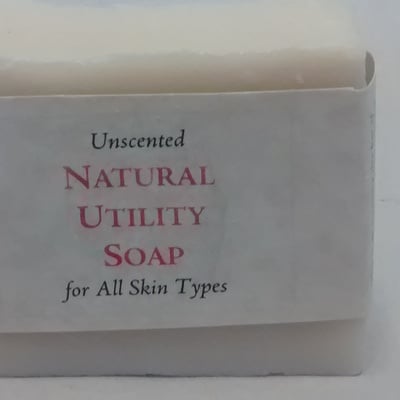 Unscented
NATURAL
UTILITY
SOAP
for All Skin Types